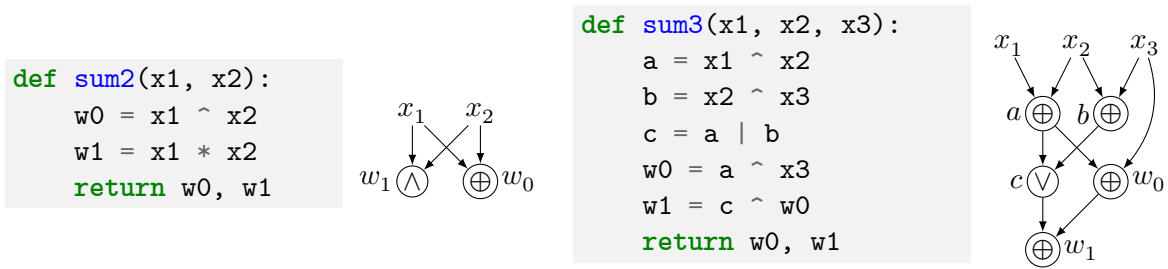 def sum2(x1, x2):
    w0 = x1 ^ x2
    w1 = x1 * x2
    return w0, w1
x₁ x₂
w₁ ∧ ⊕ w₀
def sum3(x1, x2, x3):
    a = x1 ^ x2
    b = x2 ^ x3
    c = a | b
    w0 = a ^ x3
    w1 = c ^ w0
    return w0, w1
x₁ x₂ x₃
a ⊕ b ⊕
c ∨ ⊕ w₀
⊕ w₁